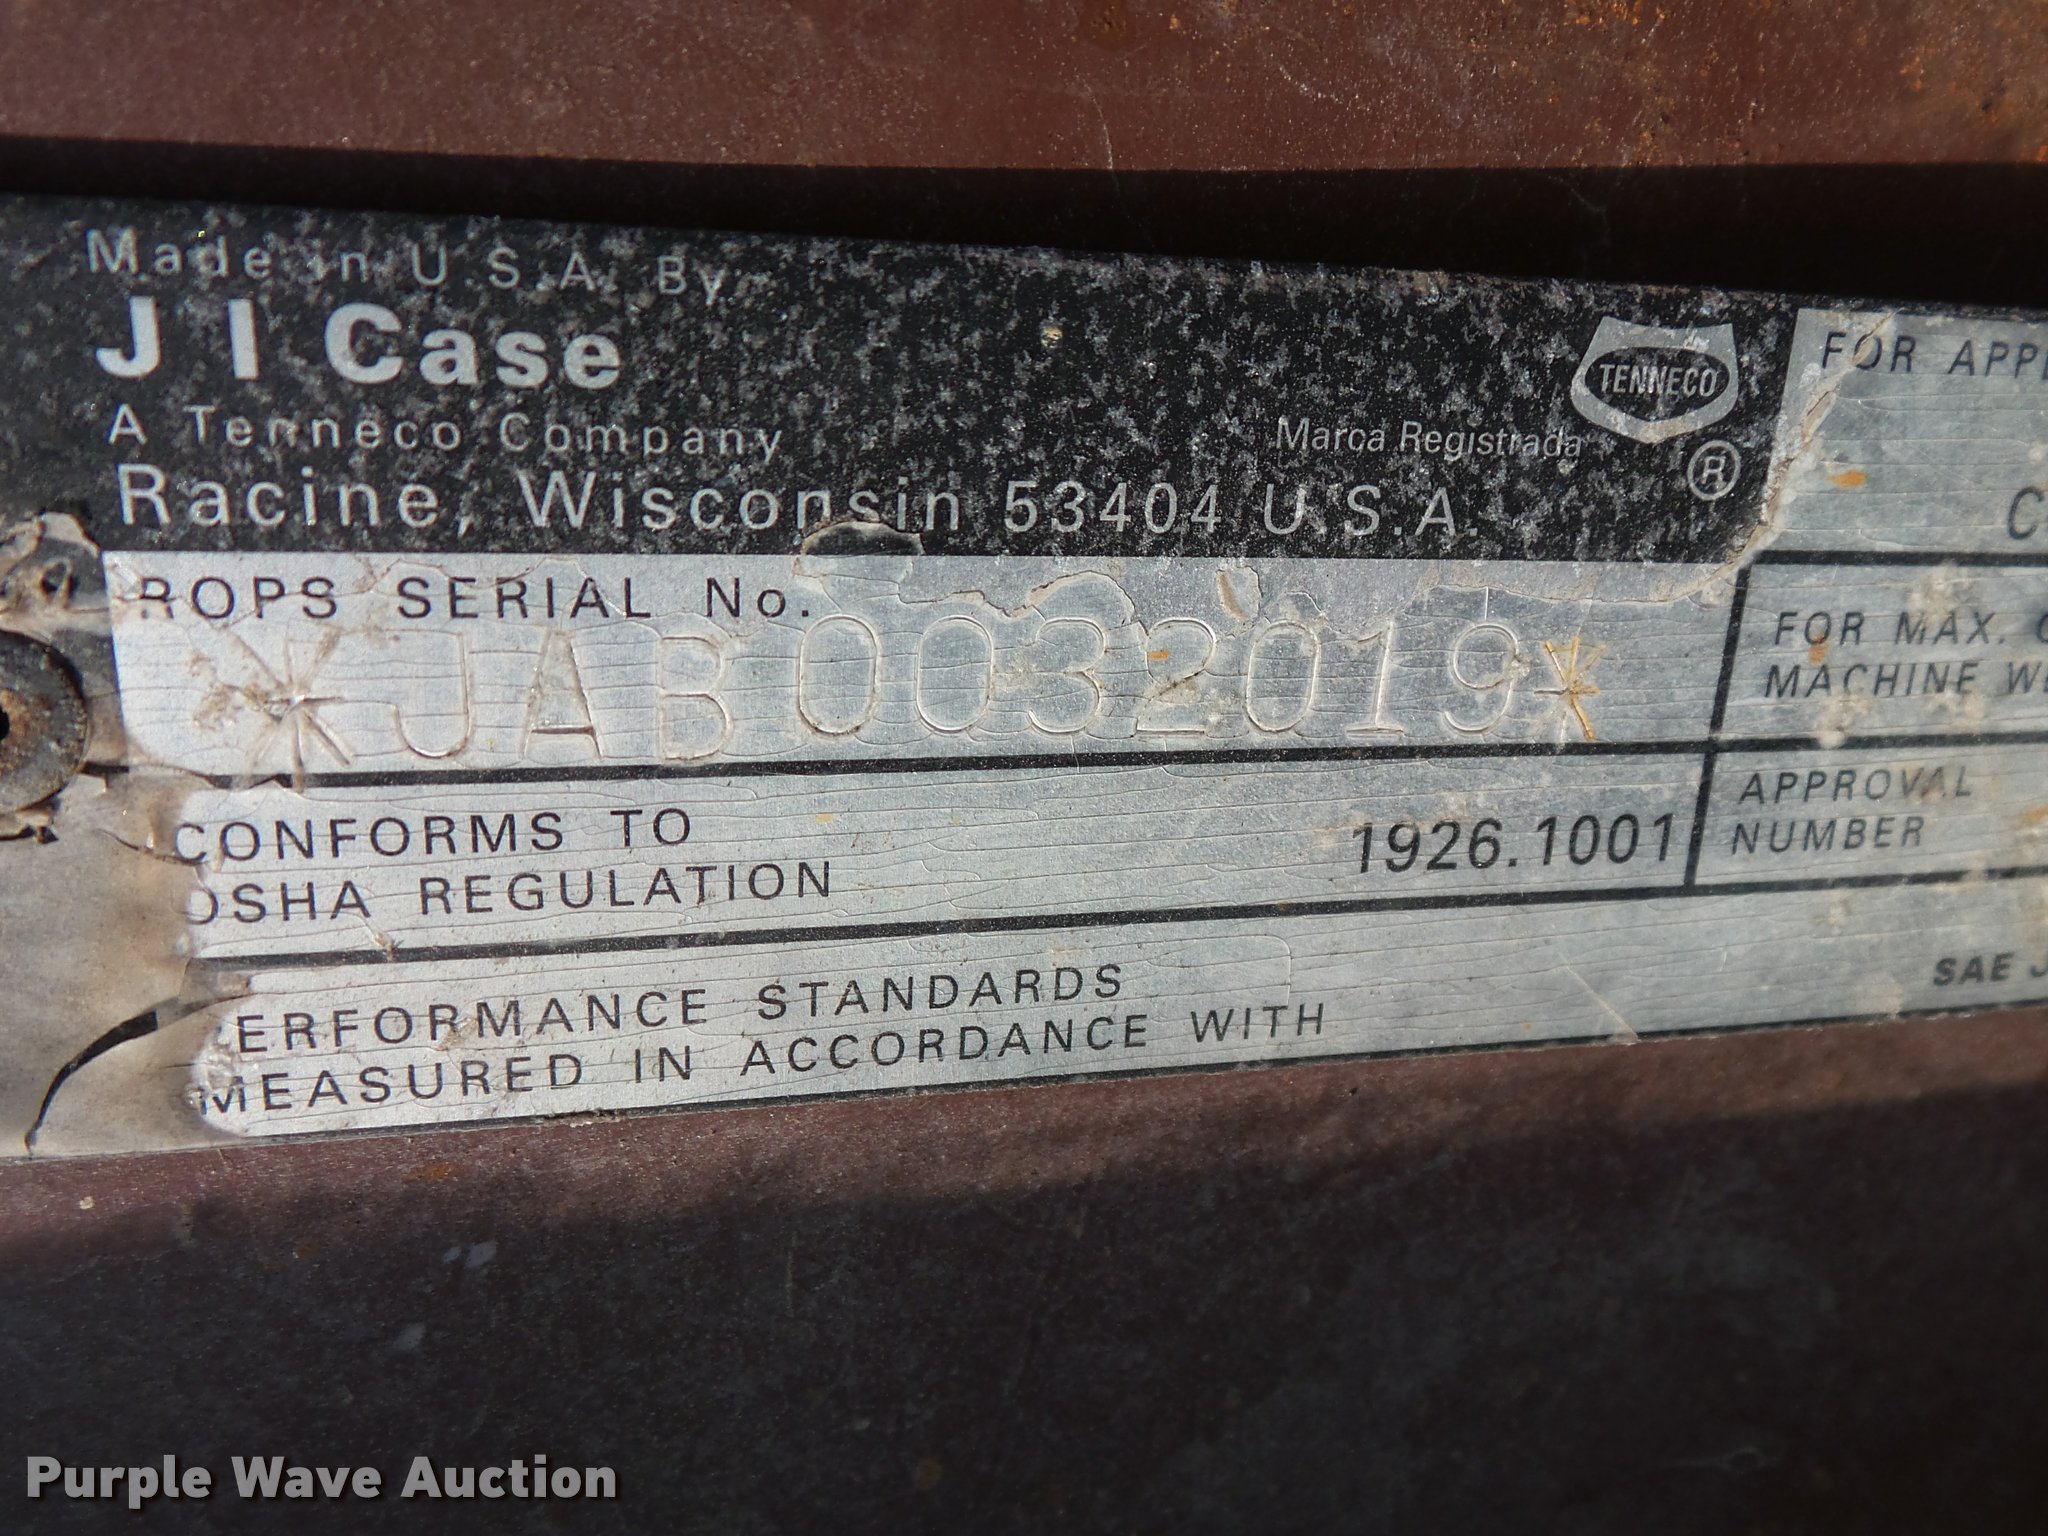 Made in U.S.A. By
J I Case
A Tenneco Company
Racine, Wisconsin 53404 U.S.A.
Marca Registrada
TENNECO
®
ROPS SERIAL No.
*JAB0032019*
CONFORMS TO
OSHA REGULATION
1926.1001
PERFORMANCE STANDARDS
MEASURED IN ACCORDANCE WITH
FOR
FOR MAX.
MACHINE
APPROVAL
NUMBER
SAE
Purple Wave Auction